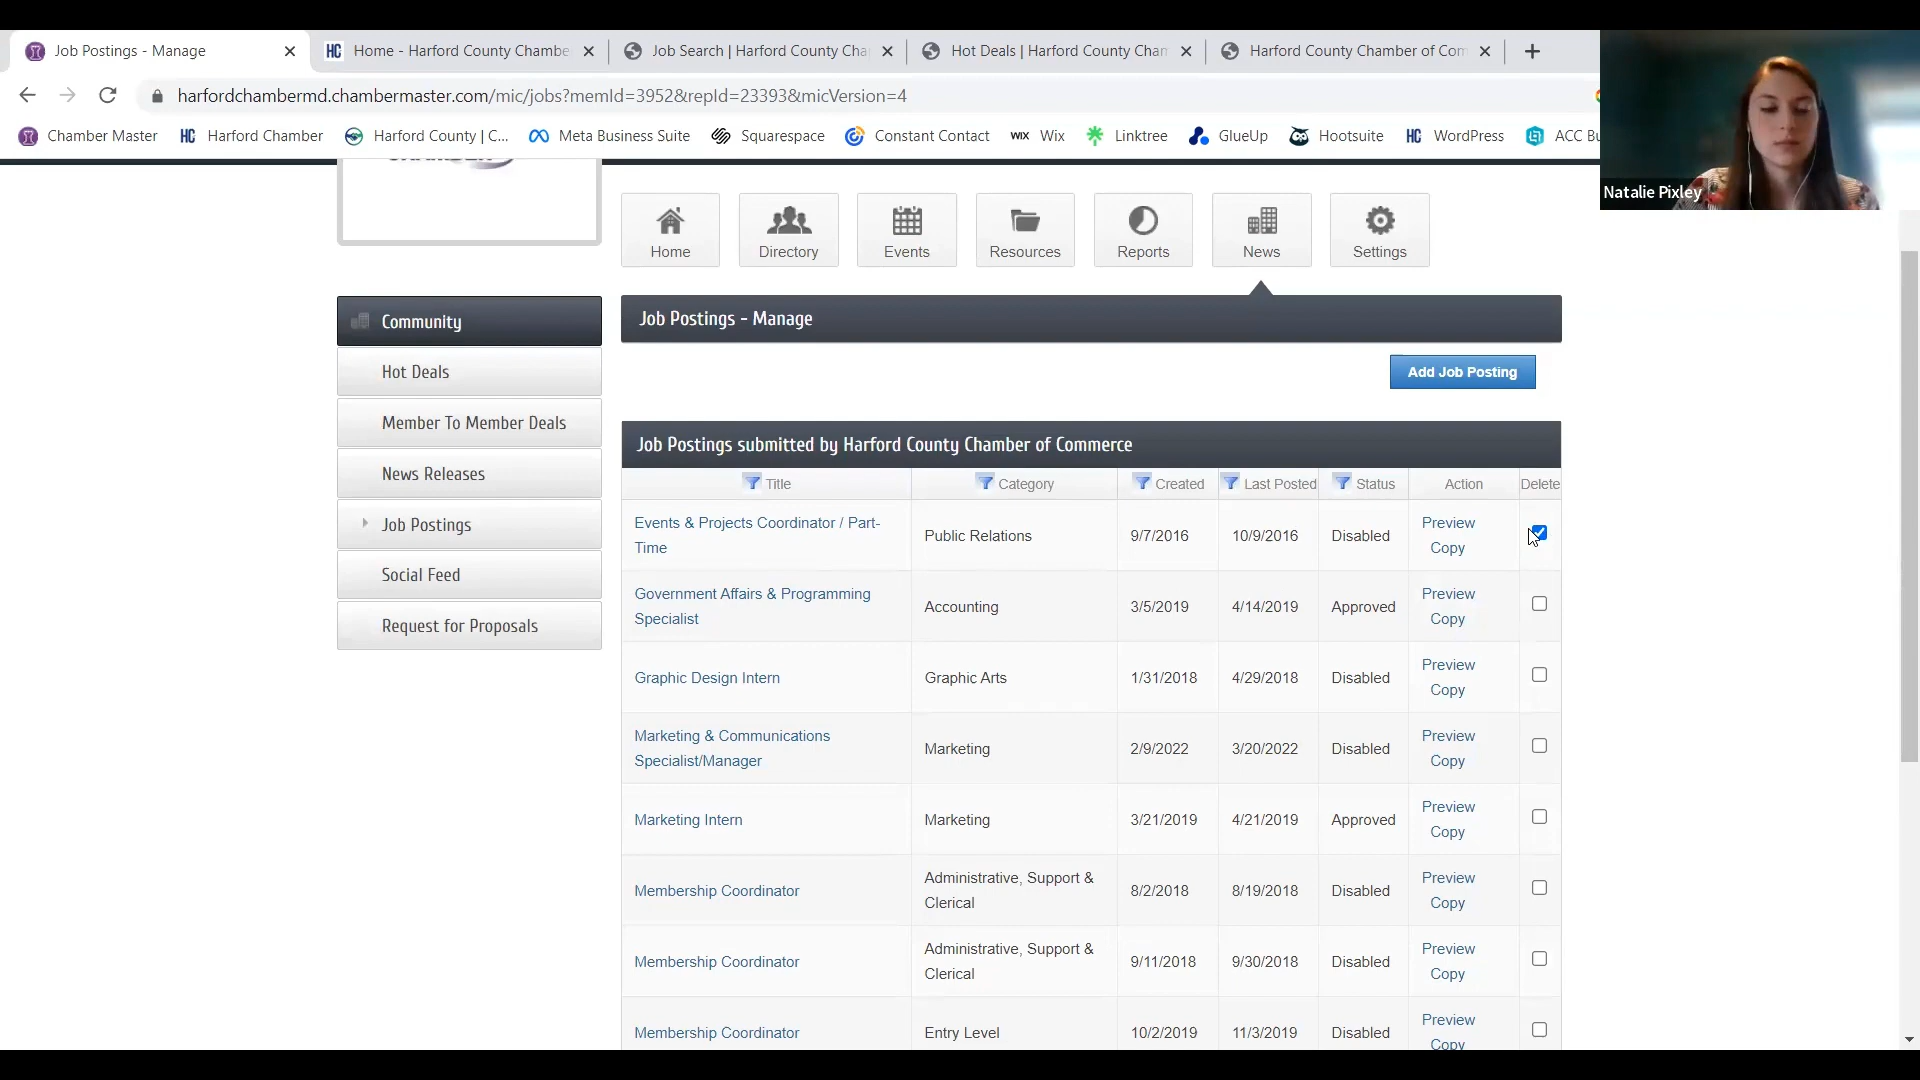 Job Postings - Manage
Home - Harford County Chambe
Job Search | Harford County Cha
Hot Deals | Harford County Cham
Harford County Chamber of Com
harfordchambermd.chambermaster.com/mic/jobs?memId=3952&repId=23393&micVersion=4
Chamber Master
HC Harford Chamber
Harford County | C...
Meta Business Suite
Squarespace
Constant Contact
WIX Wix
Linktree
GlueUp
Hootsuite
HC WordPress
ACC Bu
Natalie Pixley
Home
Directory
Events
Resources
Reports
News
Settings
Community
Hot Deals
Member To Member Deals
News Releases
Job Postings
Social Feed
Request for Proposals
Job Postings - Manage
Add Job Posting
Job Postings submitted by Harford County Chamber of Commerce
Title Category Created Last Posted Status Action Delete
Events & Projects Coordinator / Part-
Time
Public Relations 9/7/2016 10/9/2016 Disabled
Preview
Copy
Government Affairs & Programming
Specialist
Accounting 3/5/2019 4/14/2019 Approved
Preview
Copy
Graphic Design Intern Graphic Arts 1/31/2018 4/29/2018 Disabled
Preview
Copy
Marketing & Communications
Specialist/Manager
Marketing 2/9/2022 3/20/2022 Disabled
Preview
Copy
Marketing Intern Marketing 3/21/2019 4/21/2019 Approved
Preview
Copy
Membership Coordinator
Administrative, Support &
Clerical
8/2/2018 8/19/2018 Disabled
Preview
Copy
Membership Coordinator
Administrative, Support &
Clerical
9/11/2018 9/30/2018 Disabled
Preview
Copy
Membership Coordinator Entry Level 10/2/2019 11/3/2019 Disabled
Preview
Copy